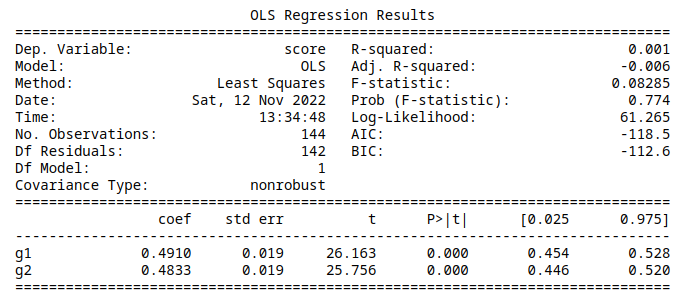 OLS Regression Results
==============================================================================
Dep. Variable:                  score   R-squared:                       0.001
Model:                            OLS   Adj. R-squared:                 -0.006
Method:                 Least Squares   F-statistic:                   0.08285
Date:                Sat, 12 Nov 2022   Prob (F-statistic):              0.774
Time:                        13:34:48   Log-Likelihood:                 61.265
No. Observations:                 144   AIC:                            -118.5
Df Residuals:                     142   BIC:                            -112.6
Df Model:                           1
Covariance Type:            nonrobust
==============================================================================
                 coef    std err          t      P>|t|      [0.025      0.975]
------------------------------------------------------------------------------
g1             0.4910      0.019     26.163      0.000       0.454       0.528
g2             0.4833      0.019     25.756      0.000       0.446       0.520
==============================================================================